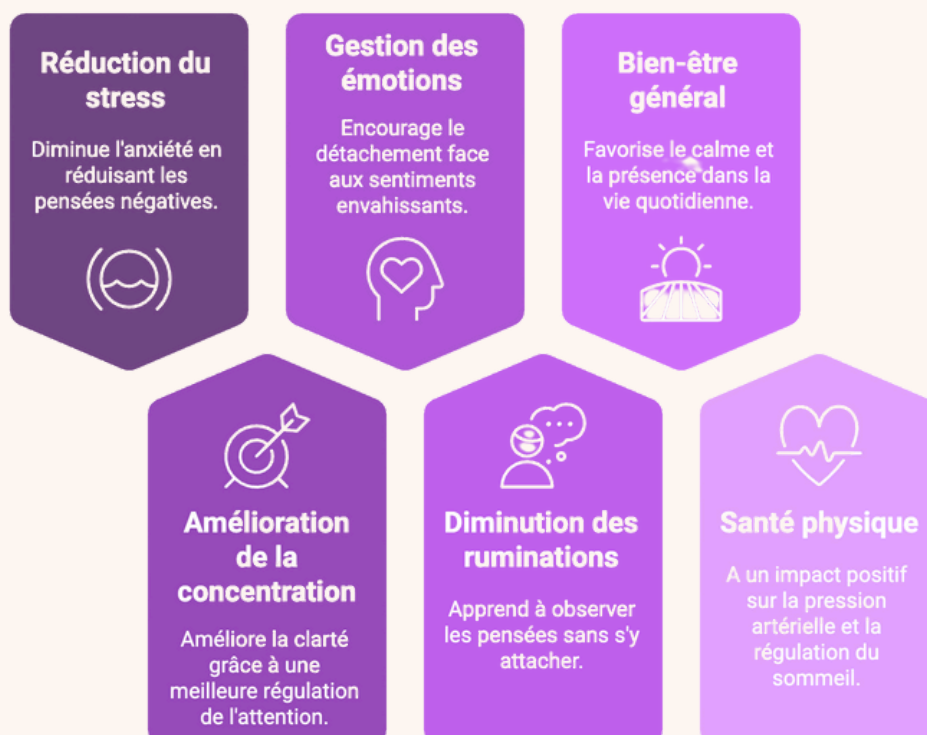 Réduction du
stress
Diminue l'anxiété en
réduisant les
pensées négatives.
Gestion des
émotions
Encourage le
détachement face
aux sentiments
envahissants.
Bien-être
général
Favorise le calme et
la présence dans la
vie quotidienne.
Amélioration
de la
concentration
Améliore la clarté
grâce à une
meilleure régulation
de l'attention.
Diminution des
ruminations
Apprend à observer
les pensées sans s'y
attacher.
Santé physique
A un impact positif
sur la pression
artérielle et la
régulation du
sommeil.